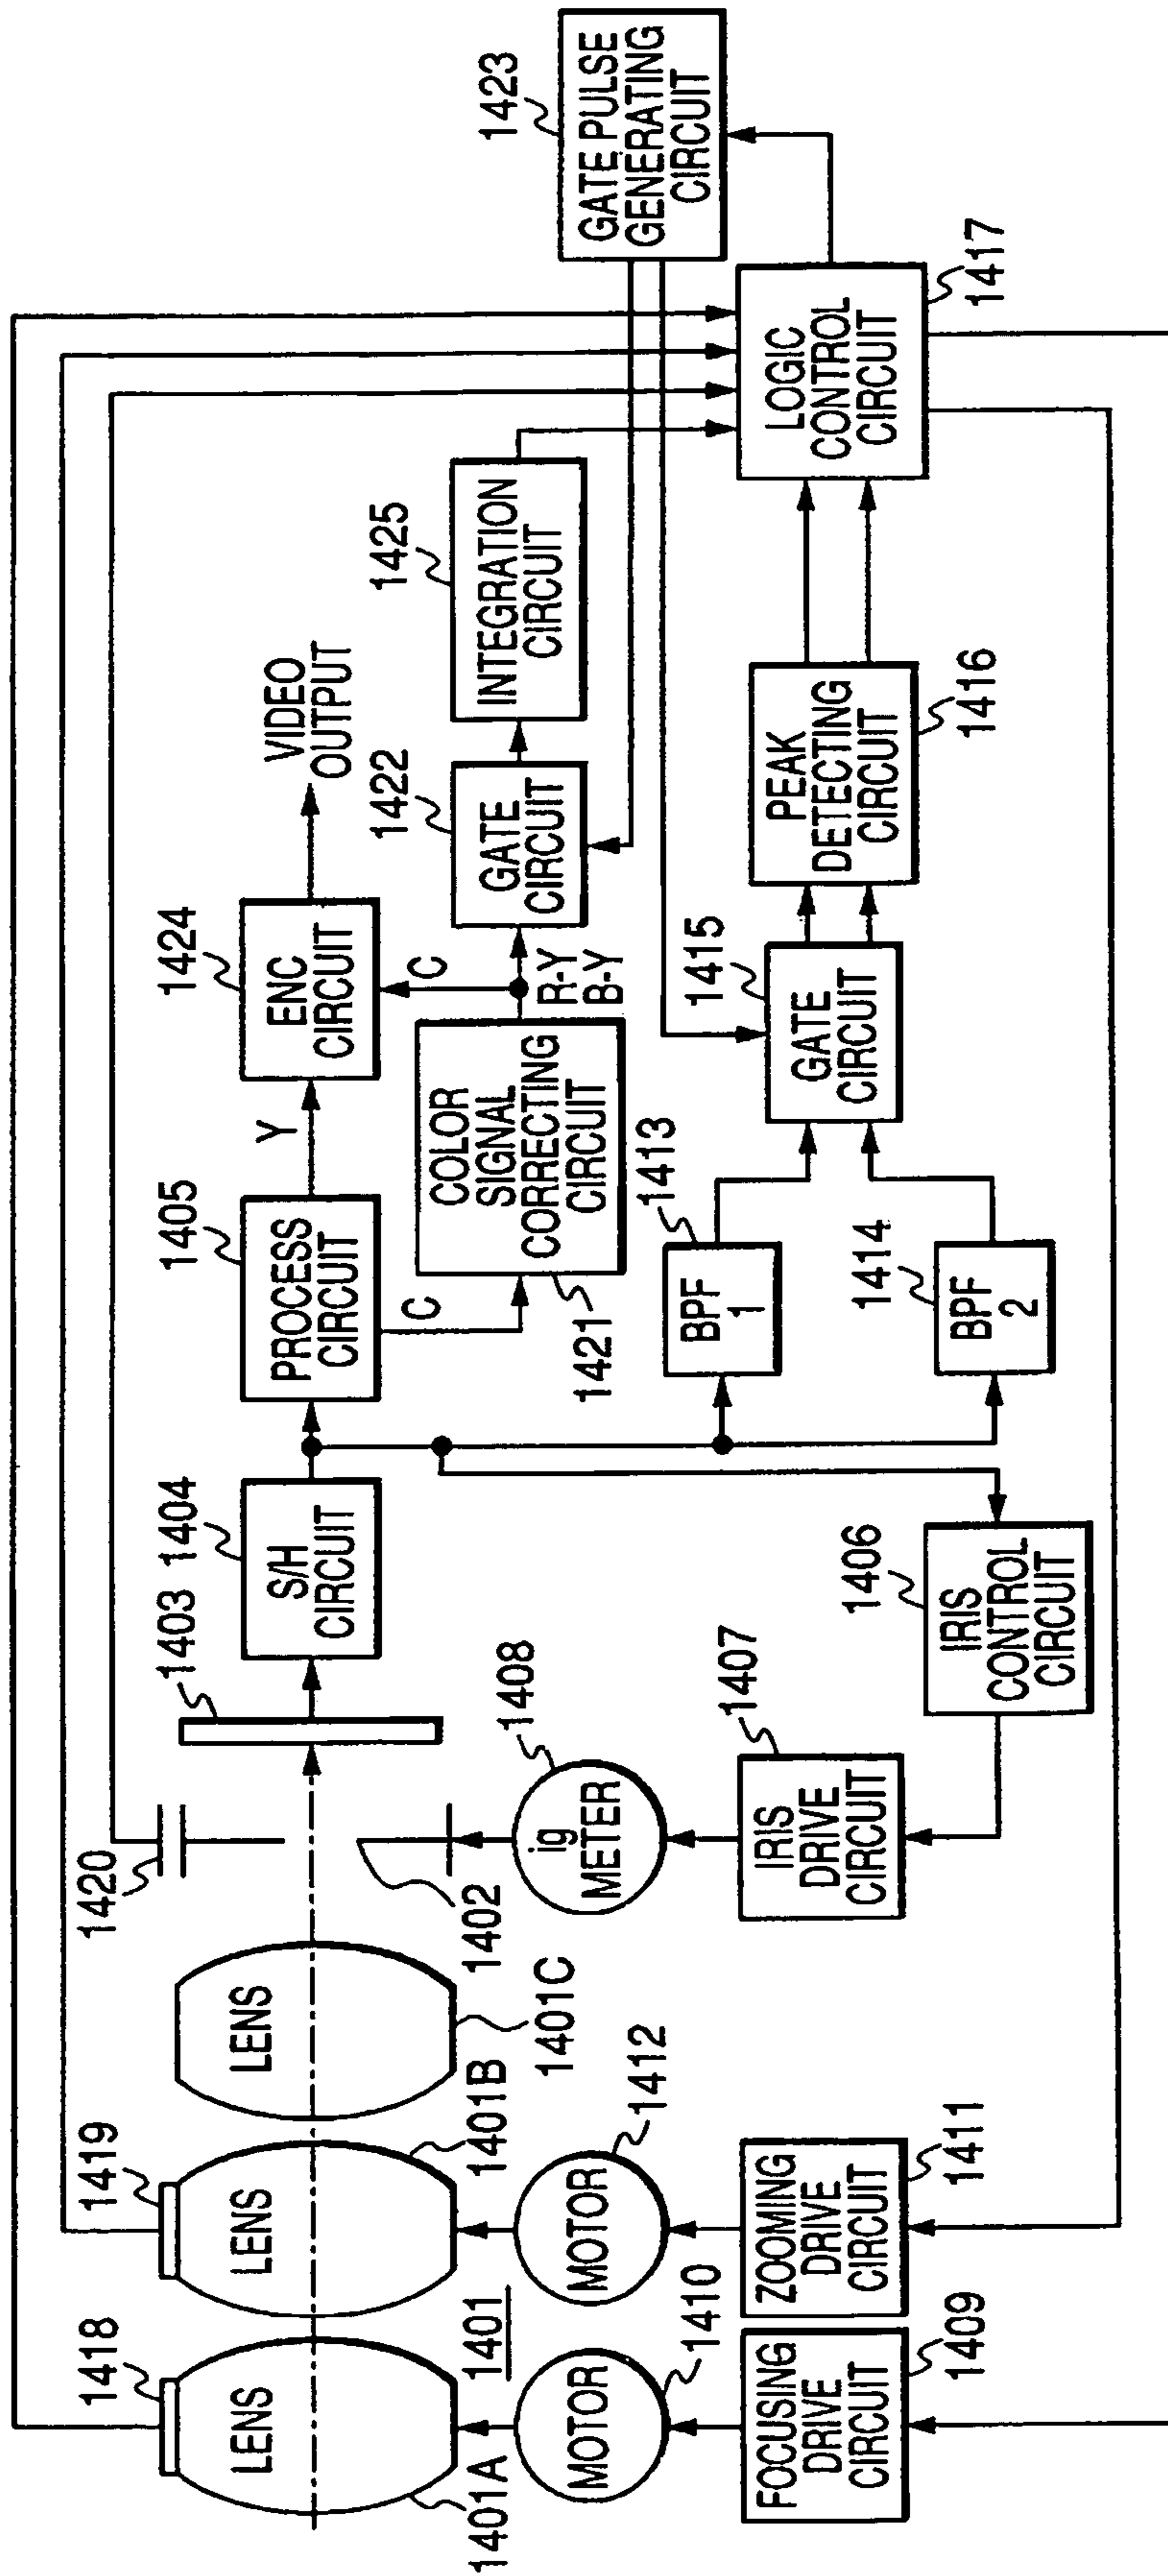 1418
1419
1420
1403
1404
1405
1424
1423
LENS
LENS
LENS
S/H
CIRCUIT
PROCESS
CIRCUIT
Y
ENC
CIRCUIT
VIDEO
OUTPUT
GATE PULSE
GENERATING
CIRCUIT
C
C
1422
1425
COLOR
SIGNAL
CORRECTING
CIRCUIT
R-Y
B-Y
GATE
CIRCUIT
INTEGRATION
CIRCUIT
1401A
1401
1401B
1401C
1402
1408
1421
1413
1415
MOTOR
MOTOR
ig
METER
BPF
1
1410
1412
1407
1406
1414
GATE
CIRCUIT
PEAK
DETECTING
CIRCUIT
LOGIC
CONTROL
CIRCUIT
FOCUSING
DRIVE
CIRCUIT
ZOOMING
DRIVE
CIRCUIT
IRIS
DRIVE
CIRCUIT
1416
1417
1409
1411
IRIS
CONTROL
CIRCUIT
BPF
2